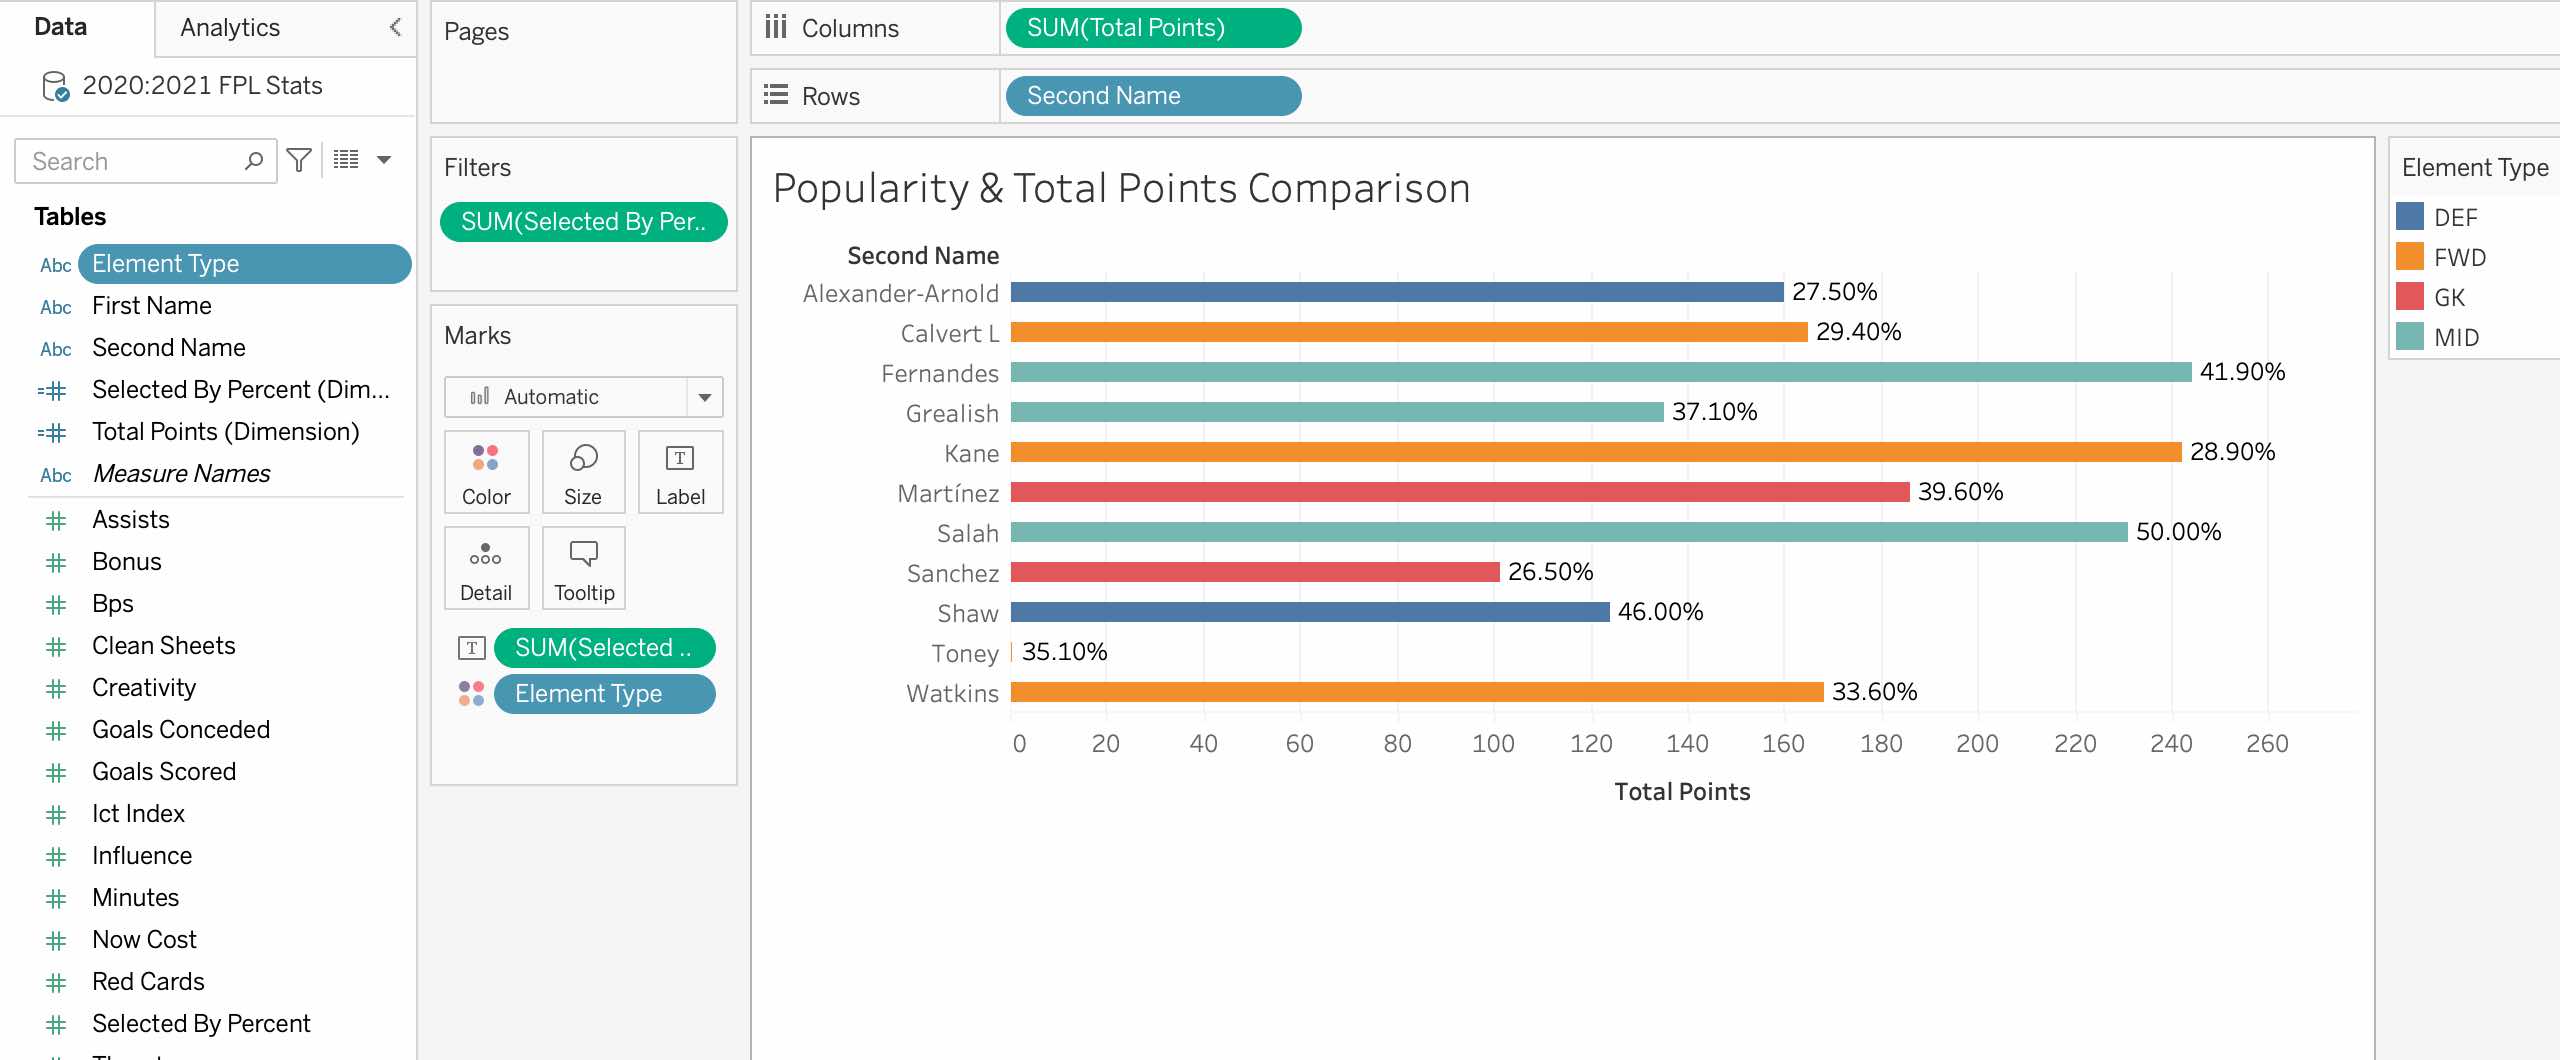 Data
Analytics
2020:2021 FPL Stats
Search
Tables
Abc Element Type
Abc First Name
Abc Second Name
Selected By Percent (Dim...
Total Points (Dimension)
Abc Measure Names
Assists
Bonus
Bps
Clean Sheets
Creativity
Goals Conceded
Goals Scored
Ict Index
Influence
Minutes
Now Cost
Red Cards
Selected By Percent
Pages
Filters
SUM(Selected By Per..
Marks
Automatic
Color Size Label
Detail Tooltip
SUM(Selected ..
Element Type
Columns SUM(Total Points)
Rows Second Name
Popularity & Total Points Comparison
Second Name
Alexander-Arnold 27.50%
Calvert L 29.40%
Fernandes 41.90%
Grealish 37.10%
Kane 28.90%
Martínez 39.60%
Salah 50.00%
Sanchez 26.50%
Shaw 46.00%
Toney 35.10%
Watkins 33.60%
0 20 40 60 80 100 120 140 160 180 200 220 240 260
Total Points
Element Type
DEF
FWD
GK
MID